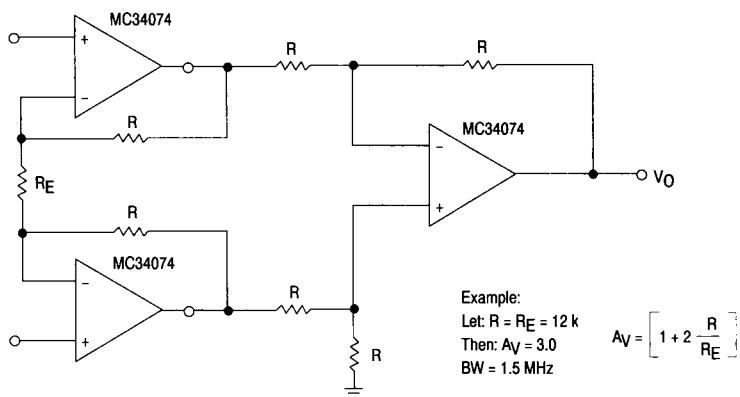 MC34074
R
R
R
+
−
MC34074
−
+
VO
RE
R
MC34074
−
+
R
R
Example:
Let: R = RE = 12 k
Then: AV = 3.0
BW = 1.5 MHz
AV = [ 1 + 2 R/RE ]